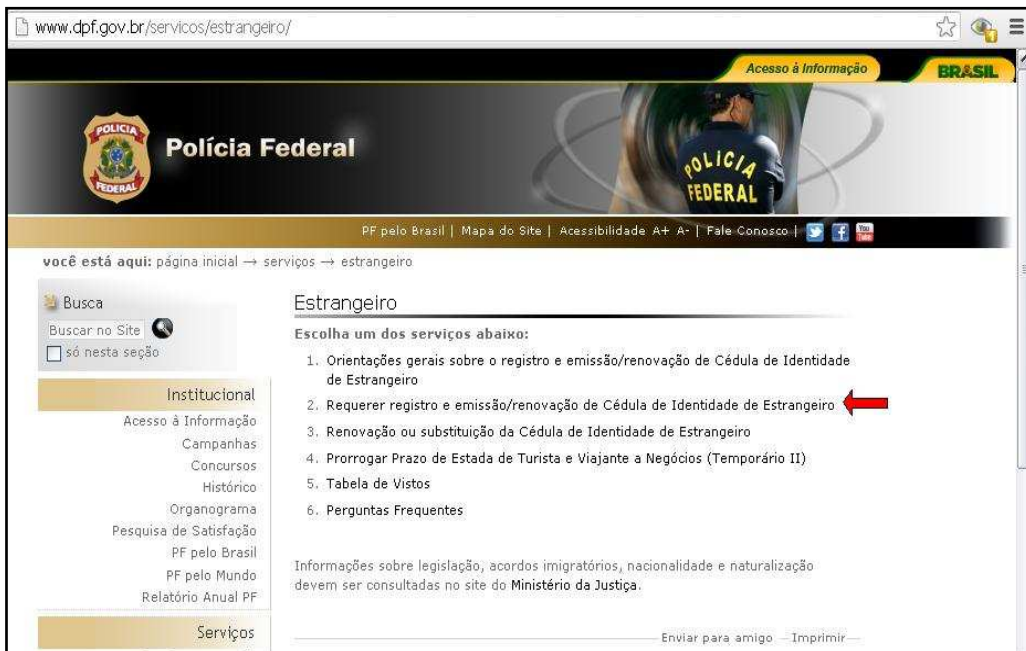 www.dpf.gov.br/servicos/estrangeiro/
Acesso à Informação
BRASIL
POLICIA
FEDERAL
Polícia Federal
POLICIA
FEDERAL
PF pelo Brasil | Mapa do Site | Acessibilidade A+ A- | Fale Conosco |
You
Tube
você está aqui: página inicial → serviços → estrangeiro
Busca
Buscar no Site
só nesta seção
Institucional
Acesso à Informação
Campanhas
Concursos
Histórico
Organograma
Pesquisa de Satisfação
PF pelo Brasil
PF pelo Mundo
Relatório Anual PF
Serviços
Estrangeiro
Escolha um dos serviços abaixo:
1. Orientações gerais sobre o registro e emissão/renovação de Cédula de Identidade
de Estrangeiro
2. Requerer registro e emissão/renovação de Cédula de Identidade de Estrangeiro
3. Renovação ou substituição da Cédula de Identidade de Estrangeiro
4. Prorrogar Prazo de Estada de Turista e Viajante a Negócios (Temporário II)
5. Tabela de Vistos
6. Perguntas Frequentes
Informações sobre legislação, acordos imigratórios, nacionalidade e naturalização
devem ser consultadas no site do Ministério da Justiça.
Enviar para amigo — Imprimir